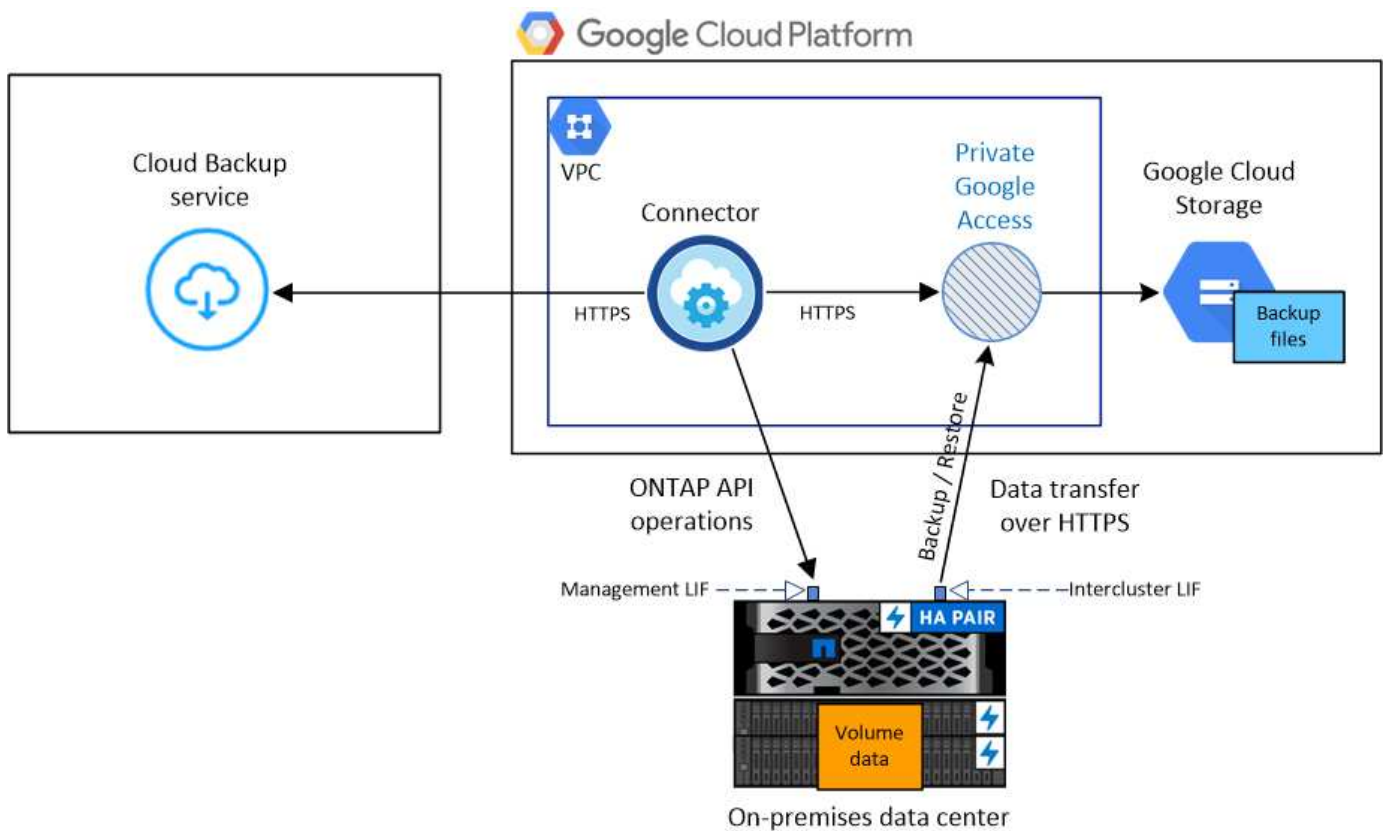 Google Cloud Platform
Cloud Backup
service
VPC
Connector
Private
Google
Access
Google Cloud
Storage
HTTPS
HTTPS
Backup
files
ONTAP API
operations
Backup / Restore
Data transfer
over HTTPS
Management LIF
Intercluster LIF
HA PAIR
Volume
data
On-premises data center